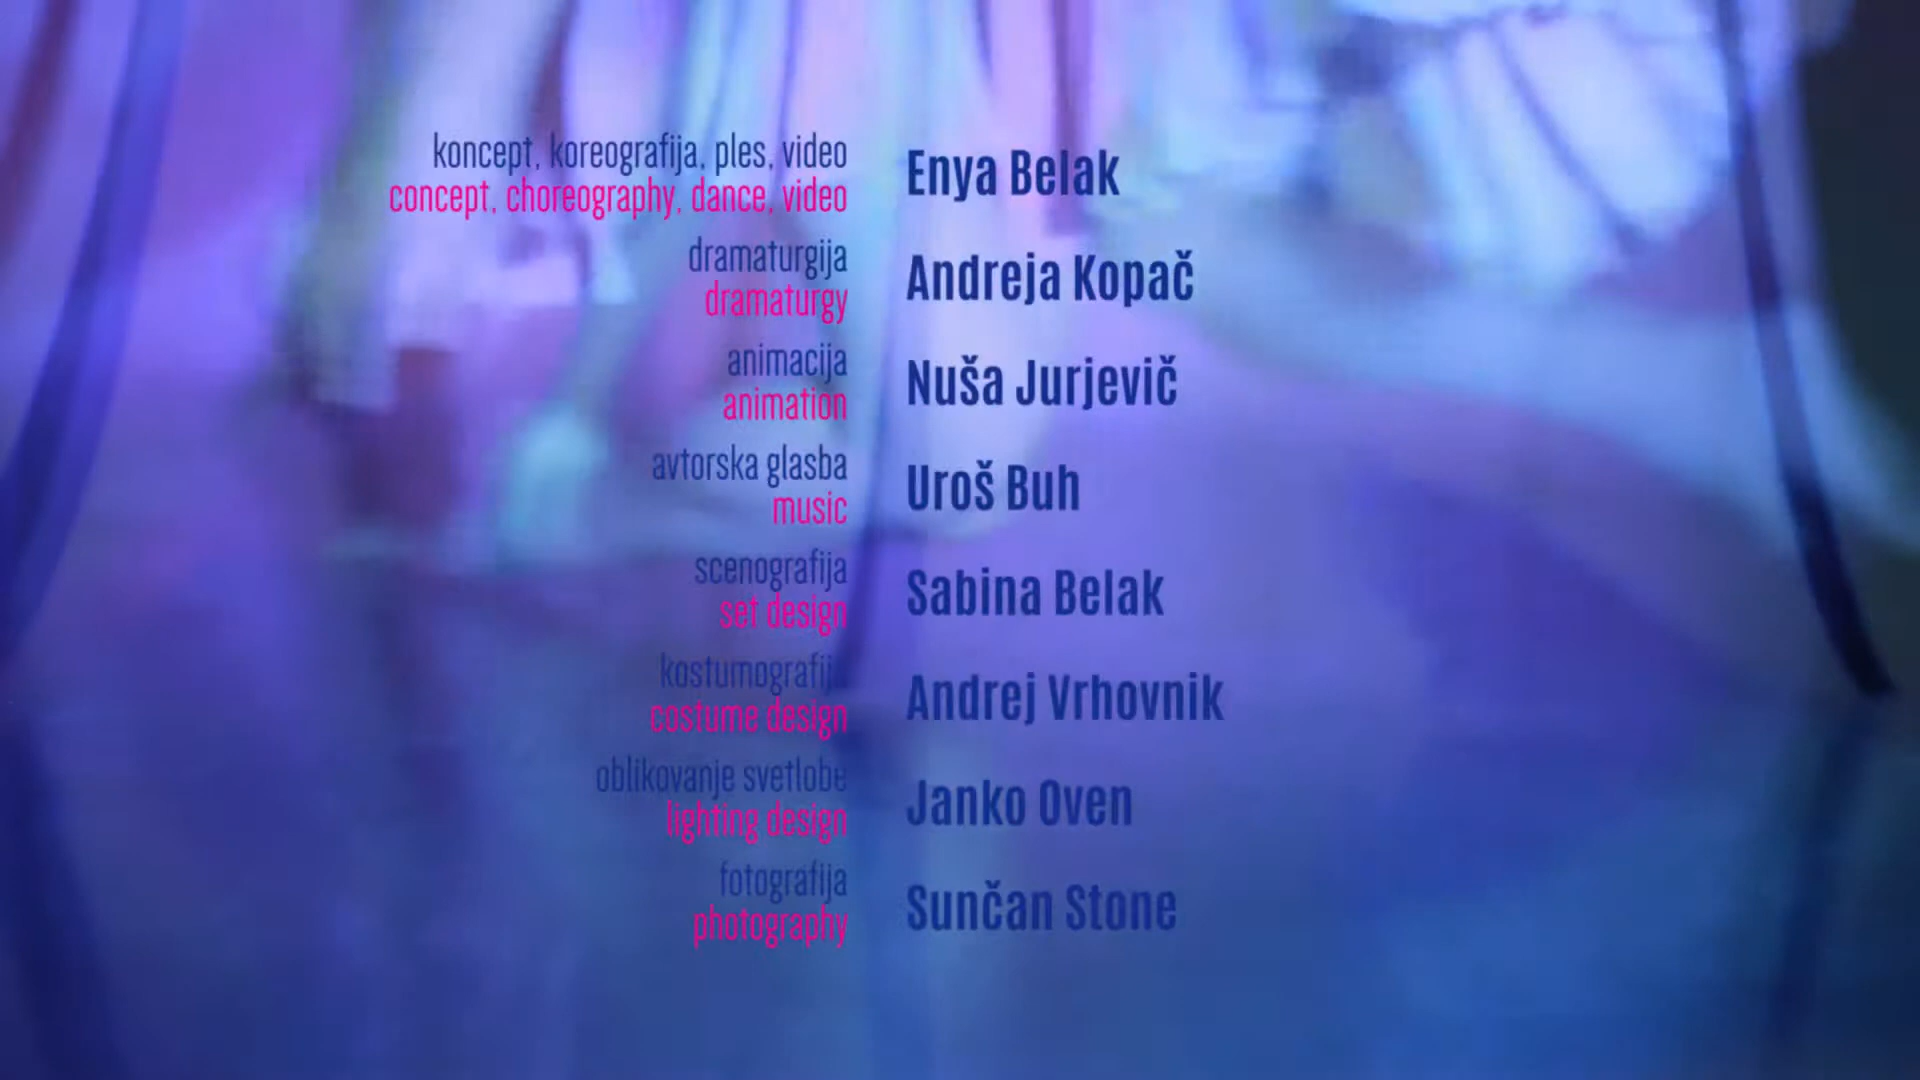 koncept, koreografija, ples, video
concept, choreography, dance, video
Enya Belak
dramaturgija
dramaturgy
Andreja Kopač
animacija
animation
Nuša Jurjevič
avtorska glasba
music
Uroš Buh
scenografija
set design
Sabina Belak
kostumografija
costume design
Andrej Vrhovnik
oblikovanje svetlobe
lighting design
Janko Oven
fotografija
photography
Sunčan Stone